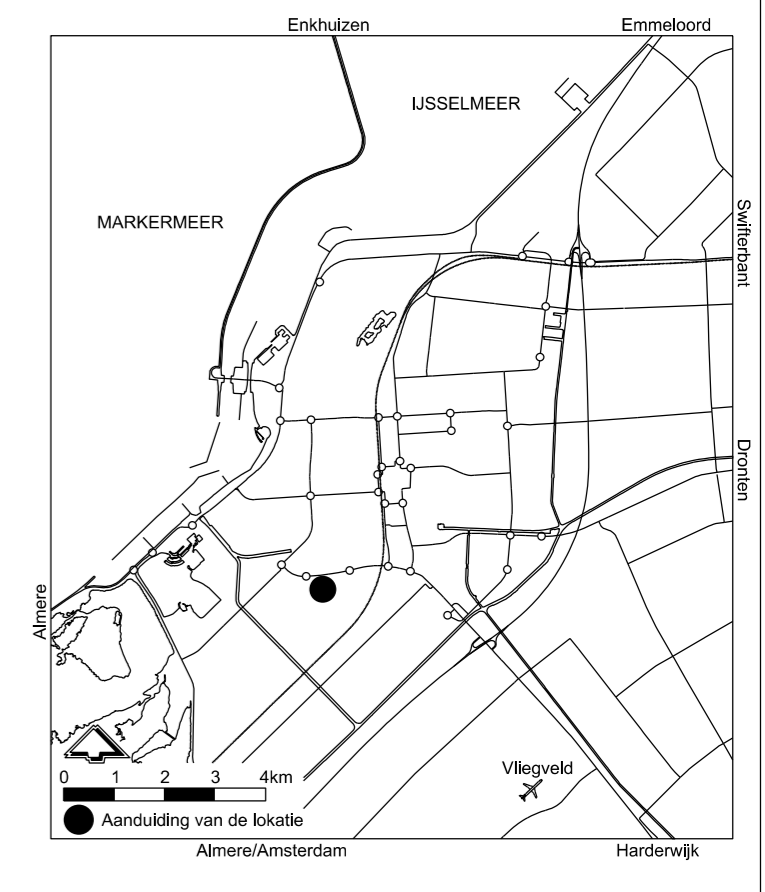 Enkhuizen
Emmeloord
IJSSELMEER
MARKERMEER
Swifterbant
Dronten
Almere
Vliegveld
0 1 2 3 4km
Aanduiding van de lokatie
Almere/Amsterdam
Harderwijk